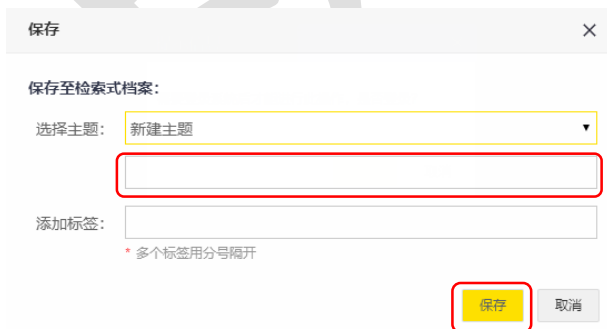 保存
保存至检索式档案：
选择主题： 新建主题
添加标签：
* 多个标签用分号隔开
保存 取消